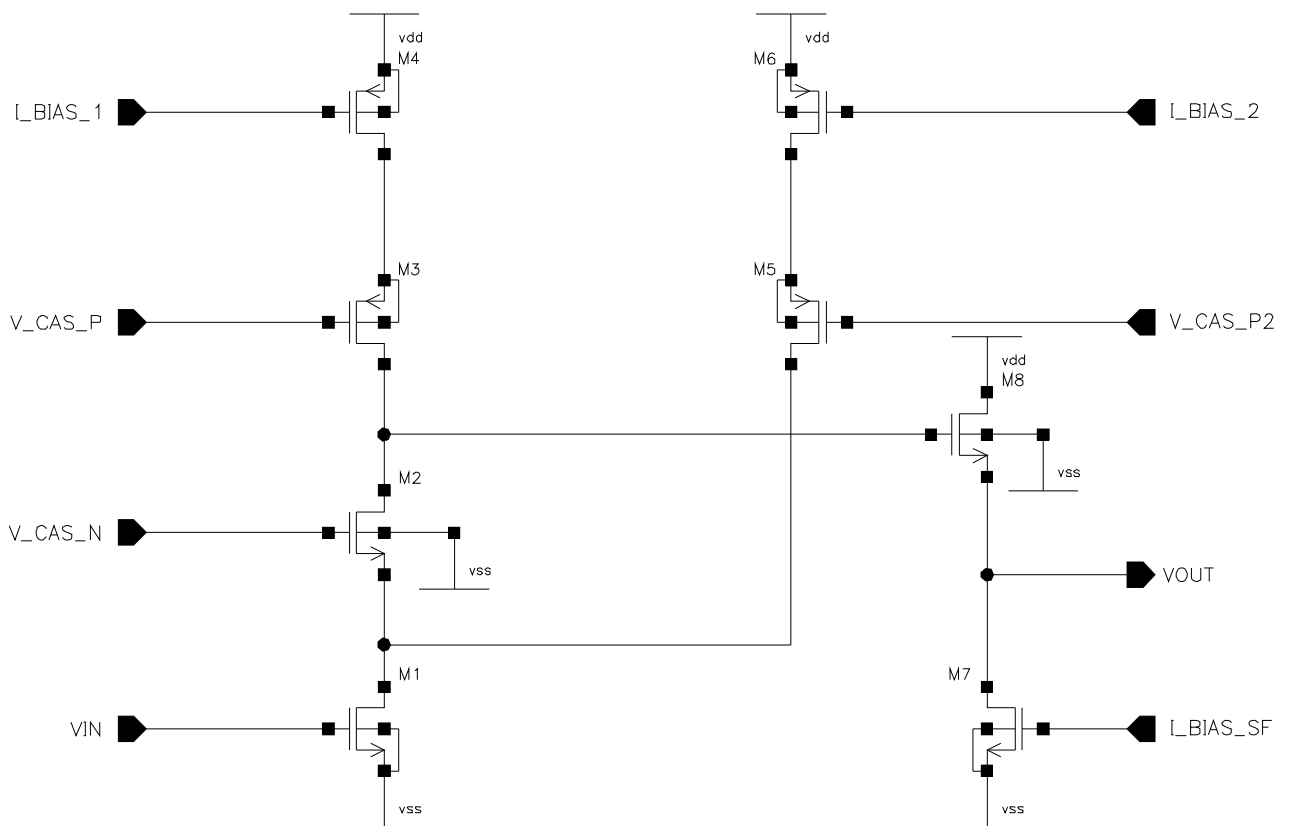 vdd
vdd
M4
M6
I_BIAS_1
I_BIAS_2
M3
M5
V_CAS_P
V_CAS_P2
vdd
M8
M2
vss
V_CAS_N
vss
VOUT
M1
M7
VIN
I_BIAS_SF
vss
vss